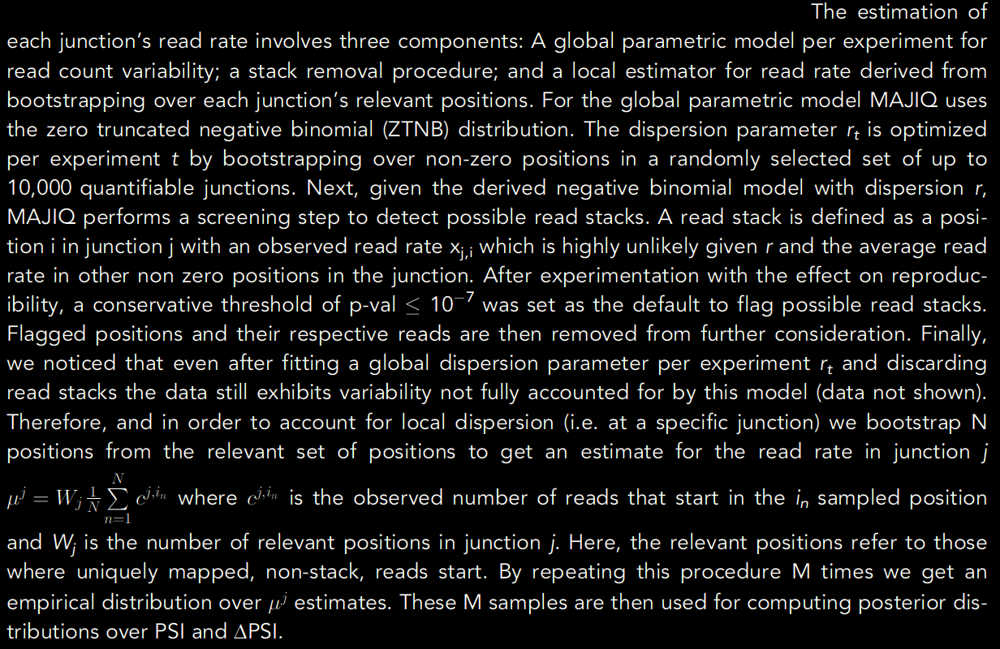 The estimation of
each junction’s read rate involves three components: A global parametric model per experiment for
read count variability; a stack removal procedure; and a local estimator for read rate derived from
bootstrapping over each junction’s relevant positions. For the global parametric model MAJIQ uses
the zero truncated negative binomial (ZTNB) distribution. The dispersion parameter r_t is optimized
per experiment t by bootstrapping over non-zero positions in a randomly selected set of up to
10,000 quantifiable junctions. Next, given the derived negative binomial model with dispersion r,
MAJIQ performs a screening step to detect possible read stacks. A read stack is defined as a posi-
tion i in junction j with an observed read rate x_{j,i} which is highly unlikely given r and the average read
rate in other non zero positions in the junction. After experimentation with the effect on reproduc-
ibility, a conservative threshold of p-val ≤ 10^{−7} was set as the default to flag possible read stacks.
Flagged positions and their respective reads are then removed from further consideration. Finally,
we noticed that even after fitting a global dispersion parameter per experiment r_t and discarding
read stacks the data still exhibits variability not fully accounted for by this model (data not shown).
Therefore, and in order to account for local dispersion (i.e. at a specific junction) we bootstrap N
positions from the relevant set of positions to get an estimate for the read rate in junction j
μ^j = W_j \frac{1}{N} \sum_{n=1}^{N} c^{j,i_n} where c^{j,i_n} is the observed number of reads that start in the i_n sampled position
and W_j is the number of relevant positions in junction j. Here, the relevant positions refer to those
where uniquely mapped, non-stack, reads start. By repeating this procedure M times we get an
empirical distribution over μ^j estimates. These M samples are then used for computing posterior dis-
tributions over PSI and ΔPSI.